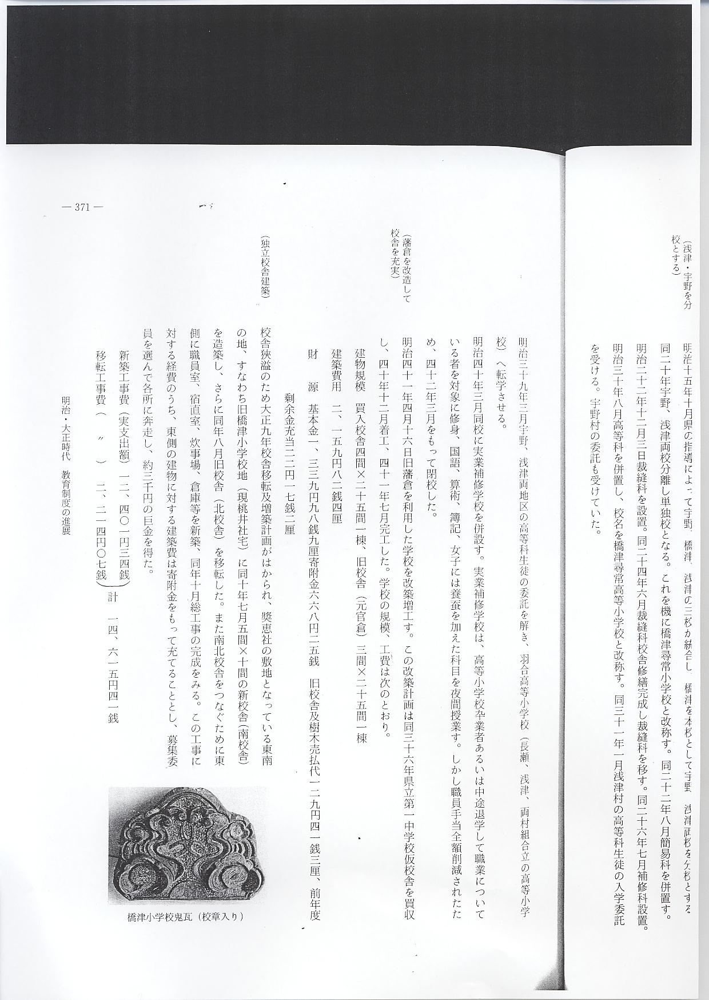 （浅津・宇野を分
校とする）
明治十五年十月県の指導によって宇野、橋津、浅津の三校が統合し、橋津を本校として宇野、浅津両校を分校とする
同二十年宇野、浅津両校分離し単独校となる。これを機に橋津尋常小学校と改称す。同二十二年八月簡易科を併置す。
明治二十二年十二月三日裁縫科を設置。同二十四年六月裁縫科校舎修繕完成し裁縫科を移す。同二十六年七月補修科設置。
明治三十年八月高等科を併置し、校名を橋津尋常高等小学校と改称す。同三十一年一月浅津村の高等科生徒の入学委託
を受ける。宇野村の委託も受けていた。
明治三十九年三月宇野、浅津両地区の高等科生徒の委託を解き、羽合高等小学校（長瀬、浅津、両村組合立の高等小学
校）へ転学させる。
明治四十年三月同校に実業補修学校を併設す。実業補修学校は、高等小学校卒業者あるいは中途退学して職業について
いる者を対象に修身、国語、算術、簿記、女子には養蚕を加えた科目を夜間授業す。しかし職員手当全額削減されたた
め、四十二年三月をもって閉校した。
（藩倉を改造して
校舎を充実）
明治四十一年四月十六日旧藩倉を利用した学校を改築増工す。この改築計画は同三十六年県立第一中学校仮校舎を買収
し、四十年十二月着工、四十一年七月完工した。学校の規模、工費は次のとおり。
建物規模　買入校舎四間×二十五間一棟、旧校舎（元官倉）三間×二十五間一棟
建築費用　二、一五九円八二銭四厘
財　　源　基本金一、三三九円九八銭九厘寄附金六六八円二五銭　旧校舎及樹木売払代一二九円四一銭三厘、前年度
剰余金充当二二円一七銭二厘
（独立校舎建築）
校舎狭溢のため大正九年校舎移転及増築計画がはかられ、奨恵社の敷地となっている東南
の地、すなわち旧橋津小学校地（現桃井社宅）に同十年七月五間×十間の新校舎（南校舎）
を造築し、さらに同年八月旧校舎（北校舎）を移転した。また南北校舎をつなぐために東
側に職員室、宿直室、炊事場、倉庫等を新築、同年十月総工事の完成をみる。この工事に
対する経費のうち、東側の建物に対する建築費は寄附金をもって充てることとし、募集委
員を選んで各所に奔走し、約三千円の巨金を得た。
新築工事費（実支出額）一二、四〇一円三四銭
移転工事費（　〃　）　二、二一四円〇七銭
計　一四、六一五円四一銭
橋津小学校鬼瓦（校章入り）
明治・大正時代　教育制度の進展
― 371 ―